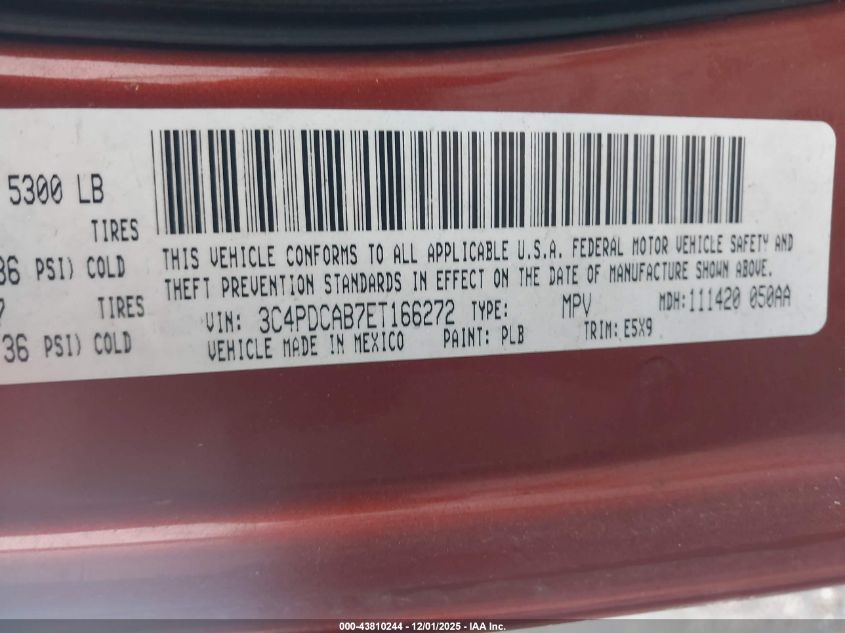 5300 LB
TIRES
36 PSI) COLD
TIRES
36 PSI) COLD
THIS VEHICLE CONFORMS TO ALL APPLICABLE U.S.A. FEDERAL MOTOR VEHICLE SAFETY AND
THEFT PREVENTION STANDARDS IN EFFECT ON THE DATE OF MANUFACTURE SHOWN ABOVE.
VIN: 3C4PDCAB7ET166272 TYPE: MPV MDH: 111420 050AA
VEHICLE MADE IN MEXICO PAINT: PLB TRIM: E5X9
000-43810244 - 12/01/2025 - IAA Inc.